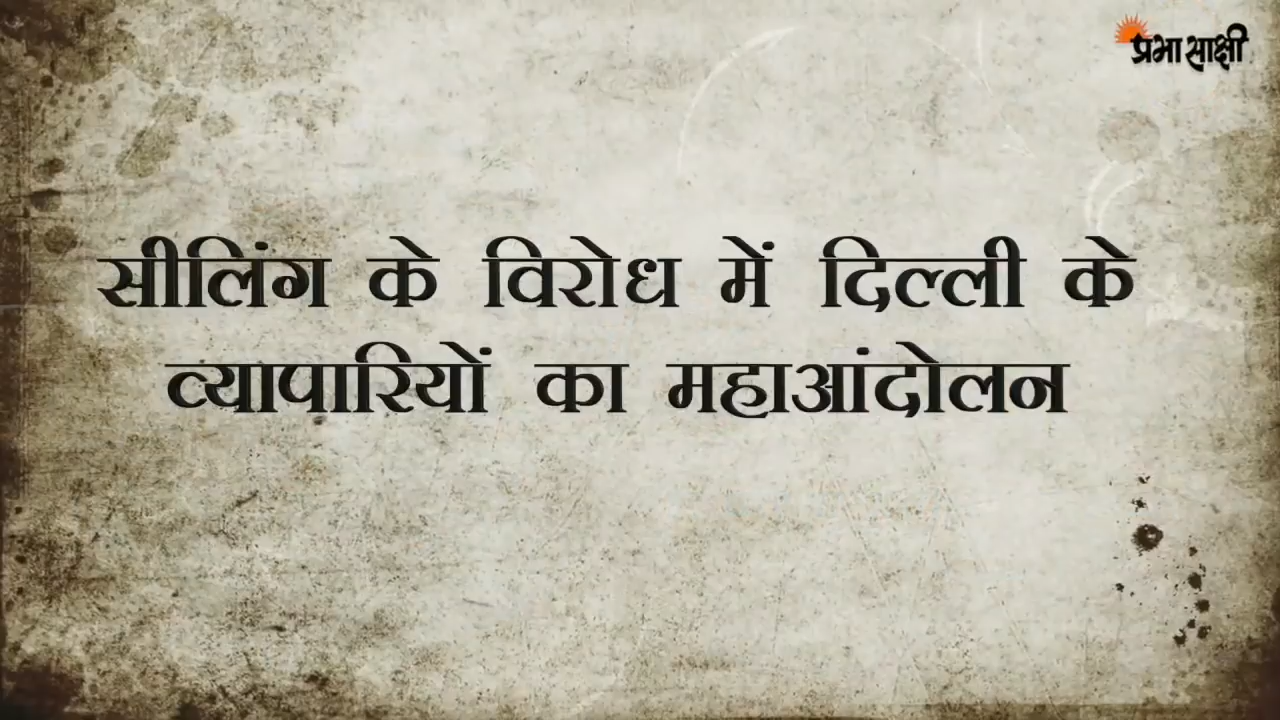 प्रभासाक्षी
सीलिंग के विरोध में दिल्ली के
व्यापारियों का महाआंदोलन